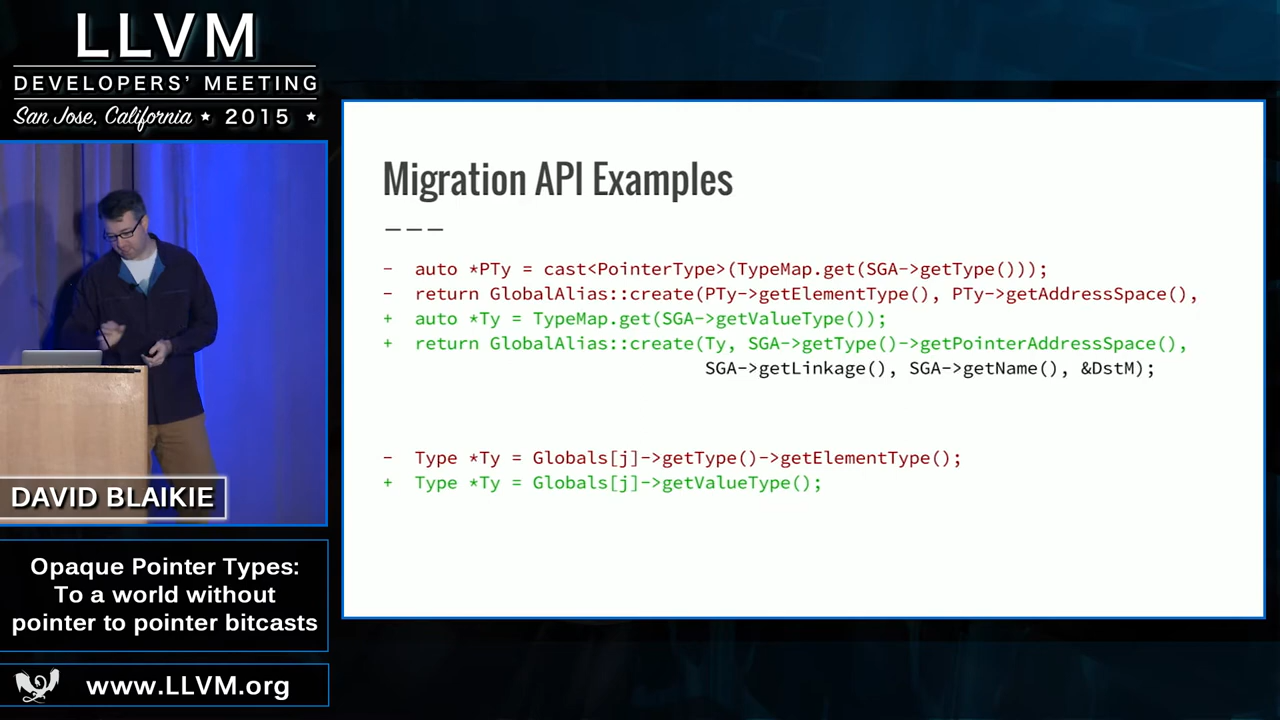 LLVM
DEVELOPERS' MEETING
San Jose, California ★ 2015 ★
Migration API Examples
---
- auto *PTy = cast<PointerType>(TypeMap.get(SGA->getType()));
- return GlobalAlias::create(PTy->getElementType(), PTy->getAddressSpace(),
+ auto *Ty = TypeMap.get(SGA->getValueType());
+ return GlobalAlias::create(Ty, SGA->getType()->getPointerAddressSpace(),
SGA->getLinkage(), SGA->getName(), &DstM);
- Type *Ty = Globals[j]->getType()->getElementType();
+ Type *Ty = Globals[j]->getValueType();
DAVID BLAIKIE
Opaque Pointer Types:
To a world without
pointer to pointer bitcasts
www.LLVM.org